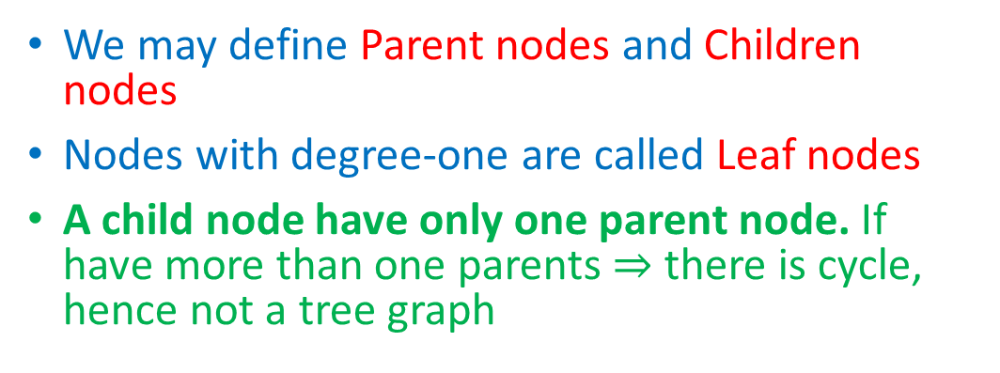 • We may define Parent nodes and Children
nodes
• Nodes with degree-one are called Leaf nodes
• A child node have only one parent node. If
have more than one parents ⇒ there is cycle,
hence not a tree graph